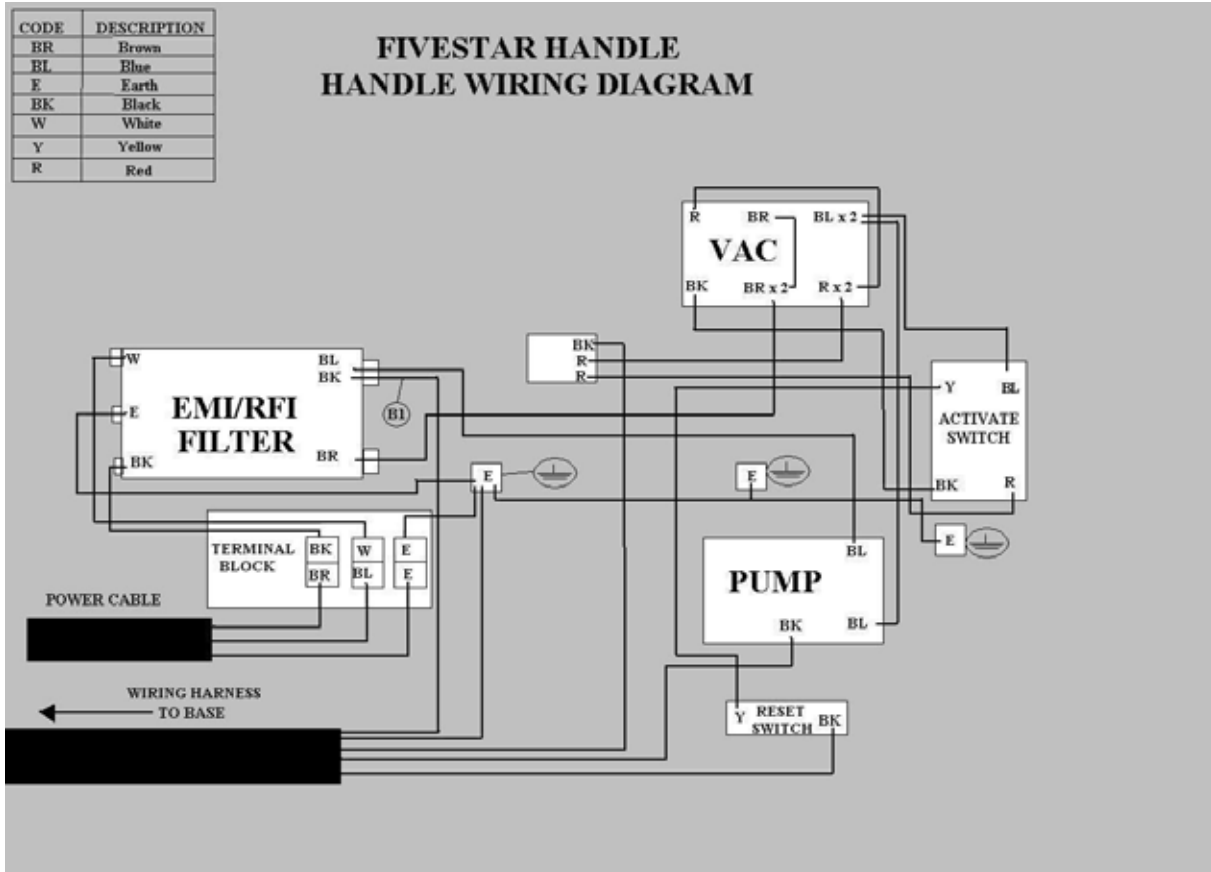 CODE DESCRIPTION
BR Brown
BL Blue
E Earth
BK Black
W White
Y Yellow
R Red
FIVESTAR HANDLE
HANDLE WIRING DIAGRAM
R BR BL x 2
VAC
BK BR x 2 R x 2
BK
R
R
W BL
BK
E EMI/RFI
FILTER
BK BR
B1
Y BL
ACTIVATE
SWITCH
BK R
E
E
E
TERMINAL
BLOCK
BK W E
BR BL E
BL
PUMP
BK BL
POWER CABLE
WIRING HARNESS
TO BASE
Y RESET
SWITCH BK